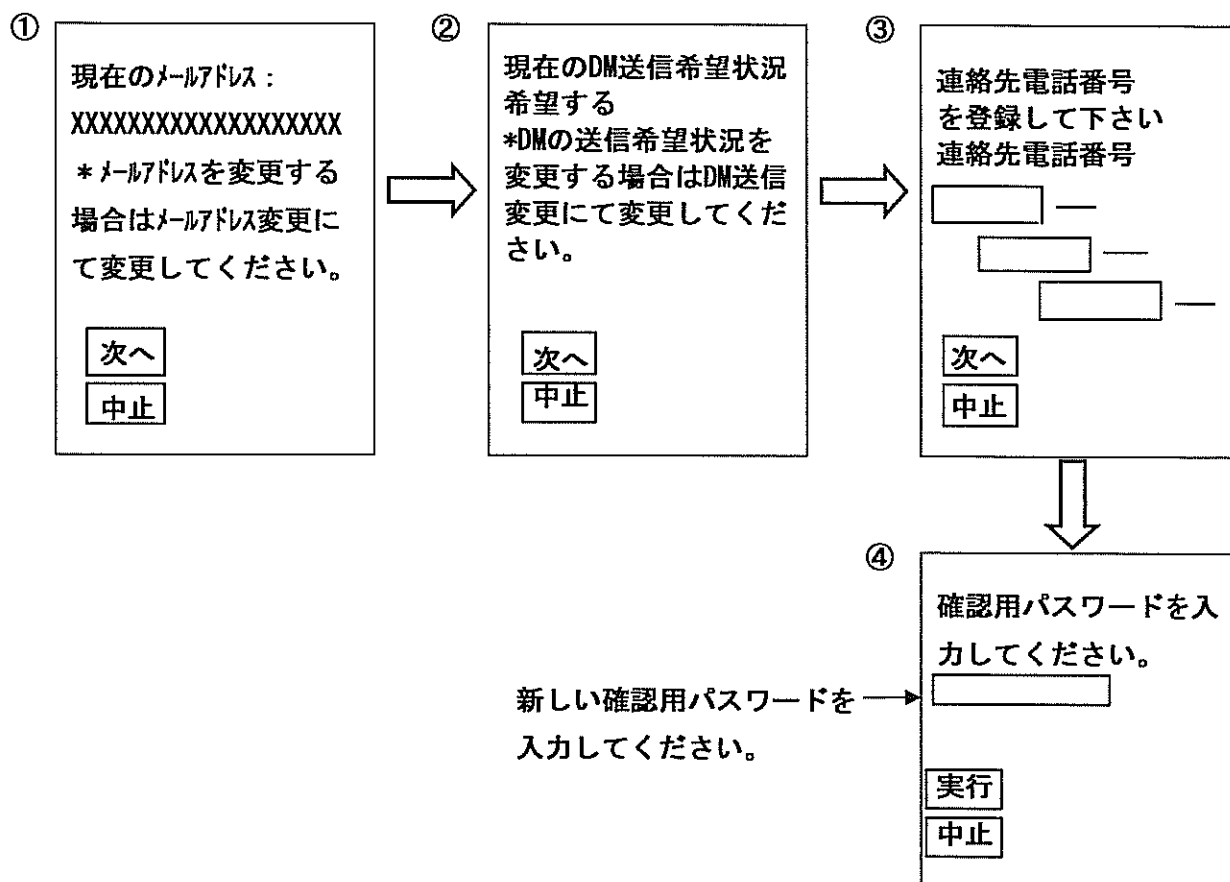 ①
現在のﾒｰﾙｱﾄﾞﾚｽ：
XXXXXXXXXXXXXXXXXXX
＊ﾒｰﾙｱﾄﾞﾚｽを変更する
場合はﾒｰﾙｱﾄﾞﾚｽ変更に
て変更してください。
次へ
中止
②
現在のDM送信希望状況
希望する
*DMの送信希望状況を
変更する場合はDM送信
変更にて変更してくだ
さい。
次へ
中止
③
連絡先電話番号
を登録して下さい
連絡先電話番号
―
―
―
次へ
中止
④
確認用パスワードを入
力してください。
新しい確認用パスワードを
入力してください。
実行
中止